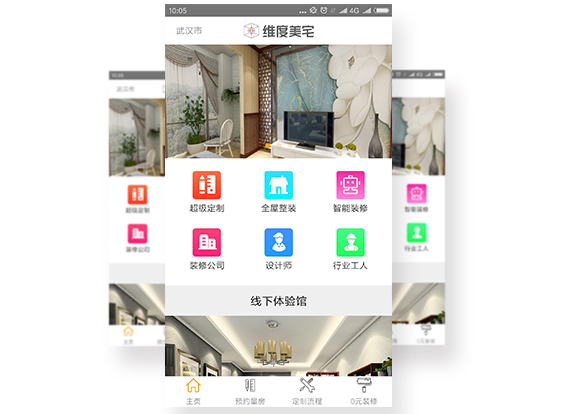 10:05
4G
武汉市
维度美宅
超级定制
全屋整装
智能装修
装修公司
设计师
行业工人
线下体验馆
主页
预约量房
定制流程
0元装修
10:05
4G
武汉市
超级定制
智能装修
装修公司
行业工人
主页
0元装修